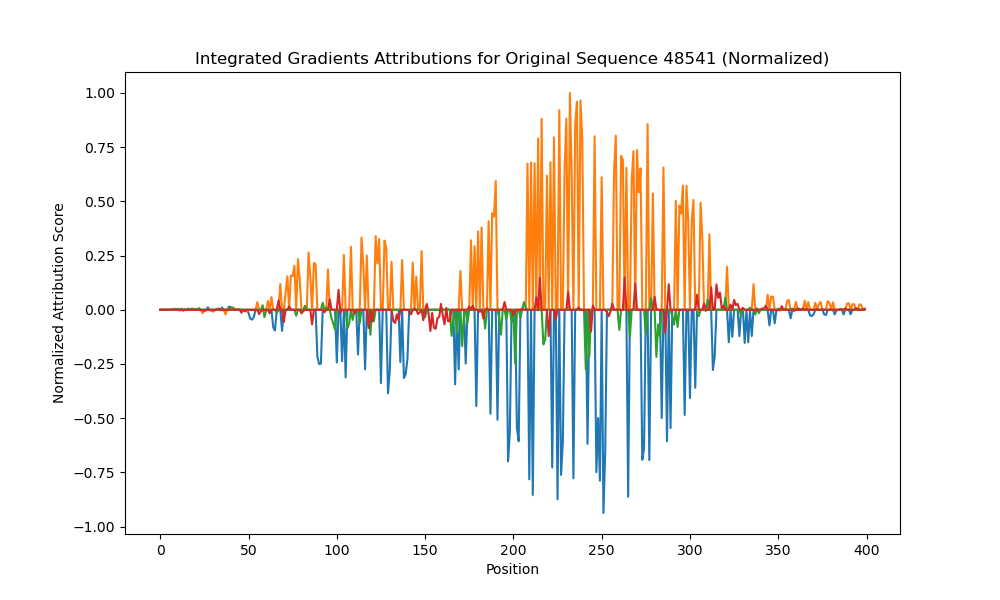 Integrated Gradients Attributions for Original Sequence 48541 (Normalized)
Normalized Attribution Score
1.00
0.75
0.50
0.25
0.00
−0.25
−0.50
−0.75
−1.00
0 50 100 150 200 250 300 350 400
Position